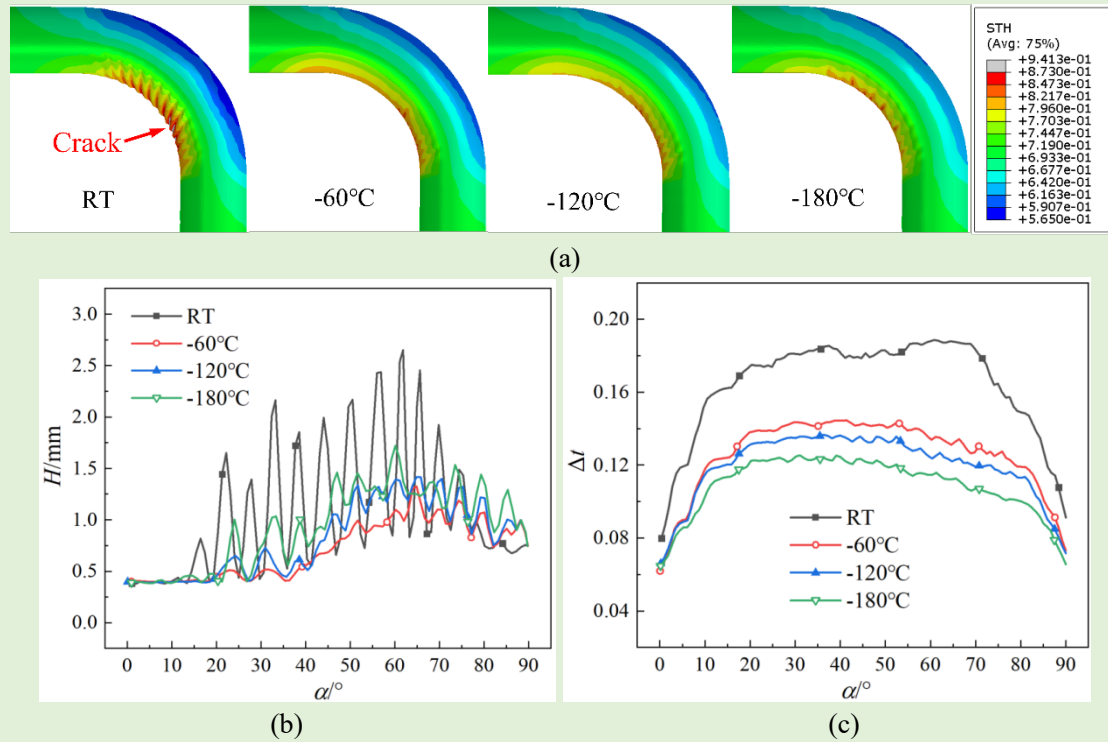 STH
(Avg: 75%)
+9.413e-01
+8.730e-01
+8.473e-01
+8.217e-01
+7.960e-01
+7.703e-01
+7.447e-01
+7.190e-01
+6.933e-01
+6.677e-01
+6.420e-01
+6.163e-01
+5.907e-01
+5.650e-01
Crack
RT
-60℃
-120℃
-180℃
(a)
3.0
2.5
2.0
1.5
1.0
0.5
0.0
H/mm
RT
-60℃
-120℃
-180℃
0 10 20 30 40 50 60 70 80 90
α/°
(b)
0.20
0.16
0.12
0.08
0.04
Δt
RT
-60℃
-120℃
-180℃
0 10 20 30 40 50 60 70 80 90
α/°
(c)